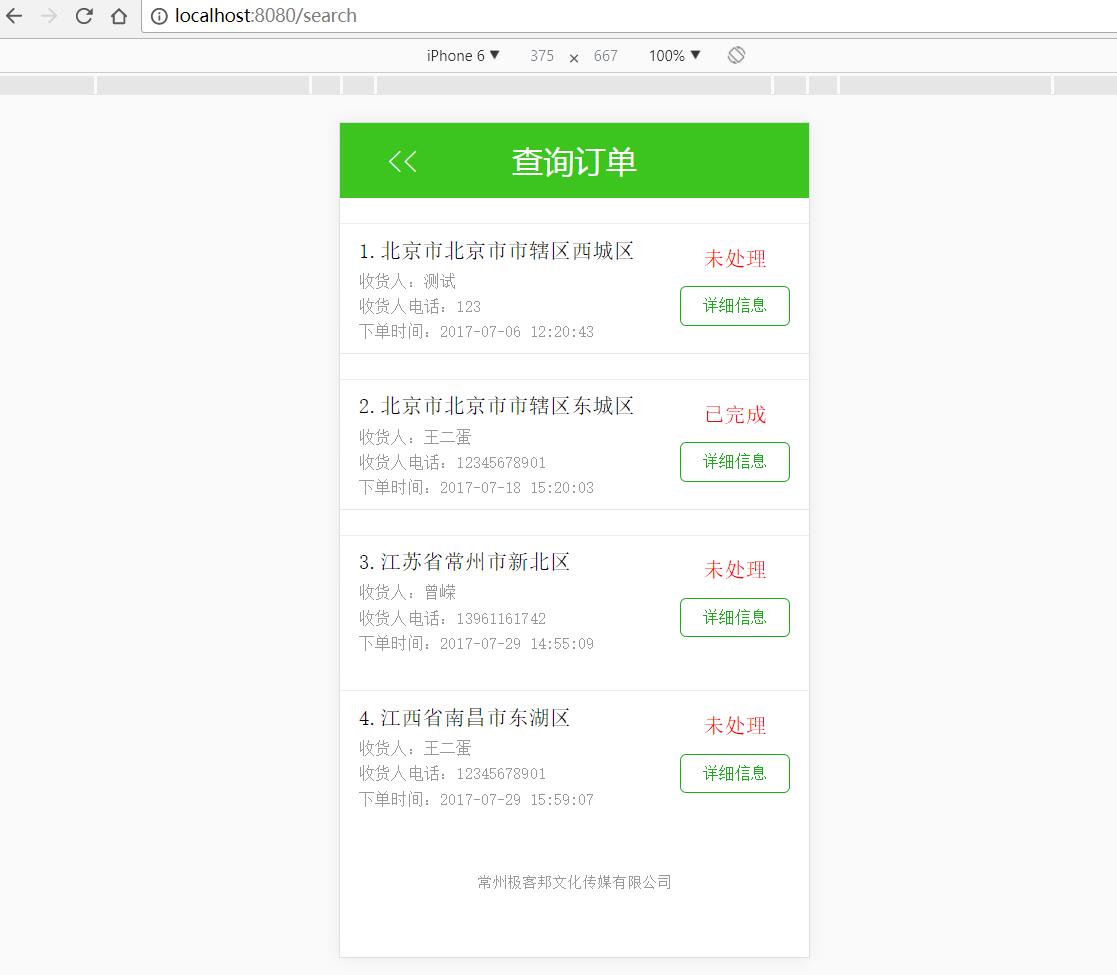 localhost:8080/search
iPhone 6 ▼ 375 × 667 100% ▼
查询订单
1. 北京市北京市市辖区西城区
未处理
收货人：测试
收货人电话：123
详细信息
下单时间：2017-07-06 12:20:43
2. 北京市北京市市辖区东城区
已完成
收货人：王二蛋
收货人电话：12345678901
详细信息
下单时间：2017-07-18 15:20:03
3. 江苏省常州市新北区
未处理
收货人：曾嵘
收货人电话：13961161742
详细信息
下单时间：2017-07-29 14:55:09
4. 江西省南昌市东湖区
未处理
收货人：王二蛋
收货人电话：12345678901
详细信息
下单时间：2017-07-29 15:59:07
常州极客邦文化传媒有限公司